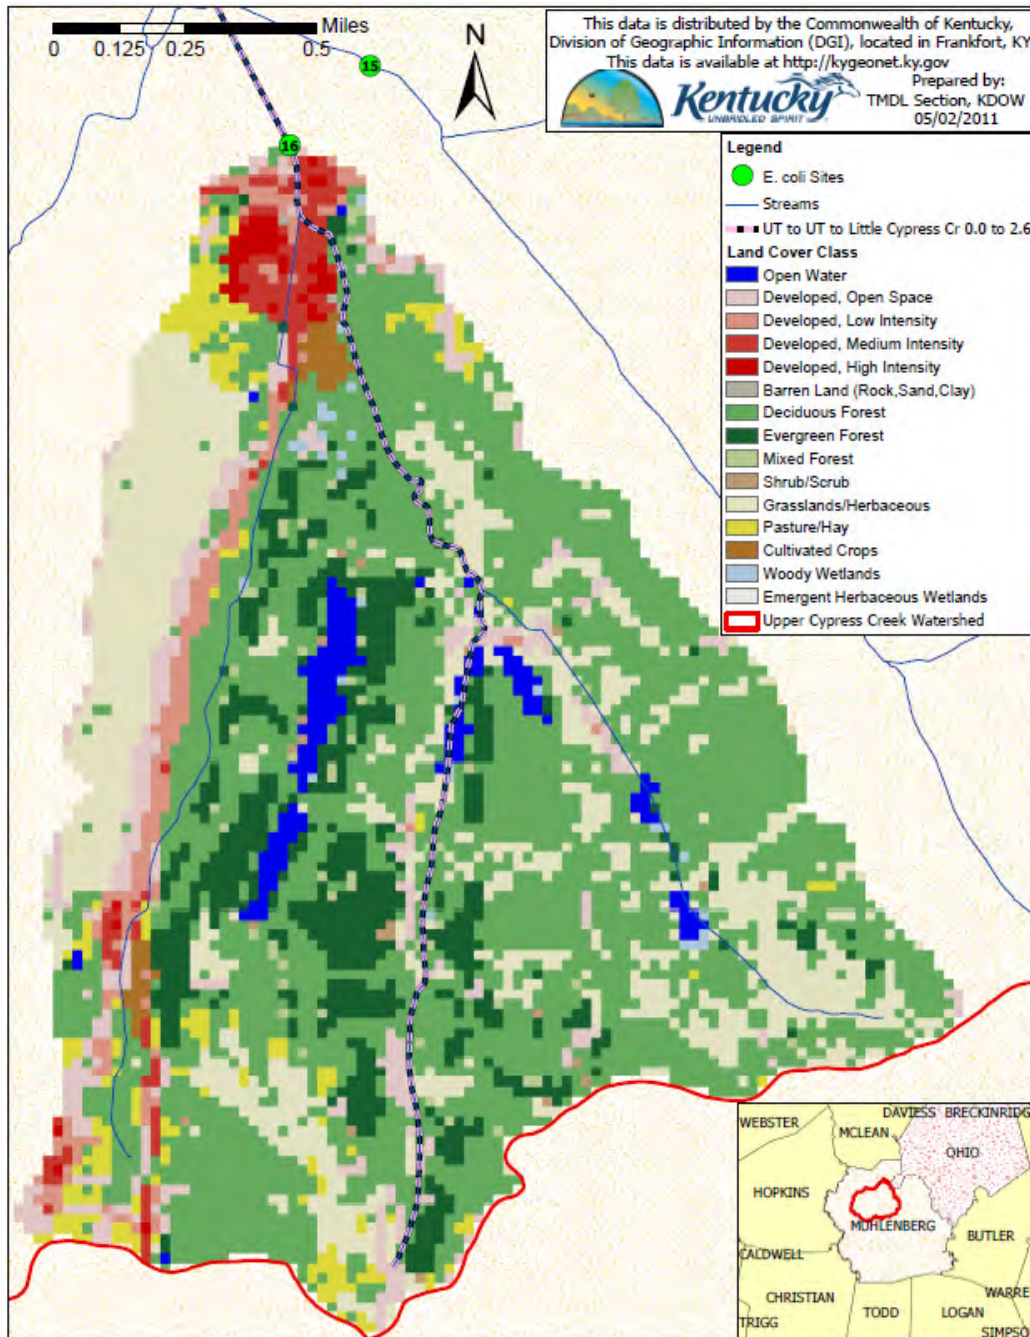 Miles
0 0.125 0.25 0.5
N
15
16
This data is distributed by the Commonwealth of Kentucky,
Division of Geographic Information (DGI), located in Frankfort, KY
This data is available at http://kygeonet.ky.gov
Kentucky
UNBRIDLED SPIRIT
Prepared by:
TMDL Section, KDOW
05/02/2011
Legend
E. coli Sites
Streams
UT to UT to Little Cypress Cr 0.0 to 2.6
Land Cover Class
Open Water
Developed, Open Space
Developed, Low Intensity
Developed, Medium Intensity
Developed, High Intensity
Barren Land (Rock,Sand,Clay)
Deciduous Forest
Evergreen Forest
Mixed Forest
Shrub/Scrub
Grasslands/Herbaceous
Pasture/Hay
Cultivated Crops
Woody Wetlands
Emergent Herbaceous Wetlands
Upper Cypress Creek Watershed
DAVIESS BRECKINRIDG
WEBSTER
MCLEAN
OHIO
HOPKINS
MUHLENBERG
BUTLER
CALDWELL
CHRISTIAN
WARRE
TRIGG
TODD
LOGAN
SIMPSO